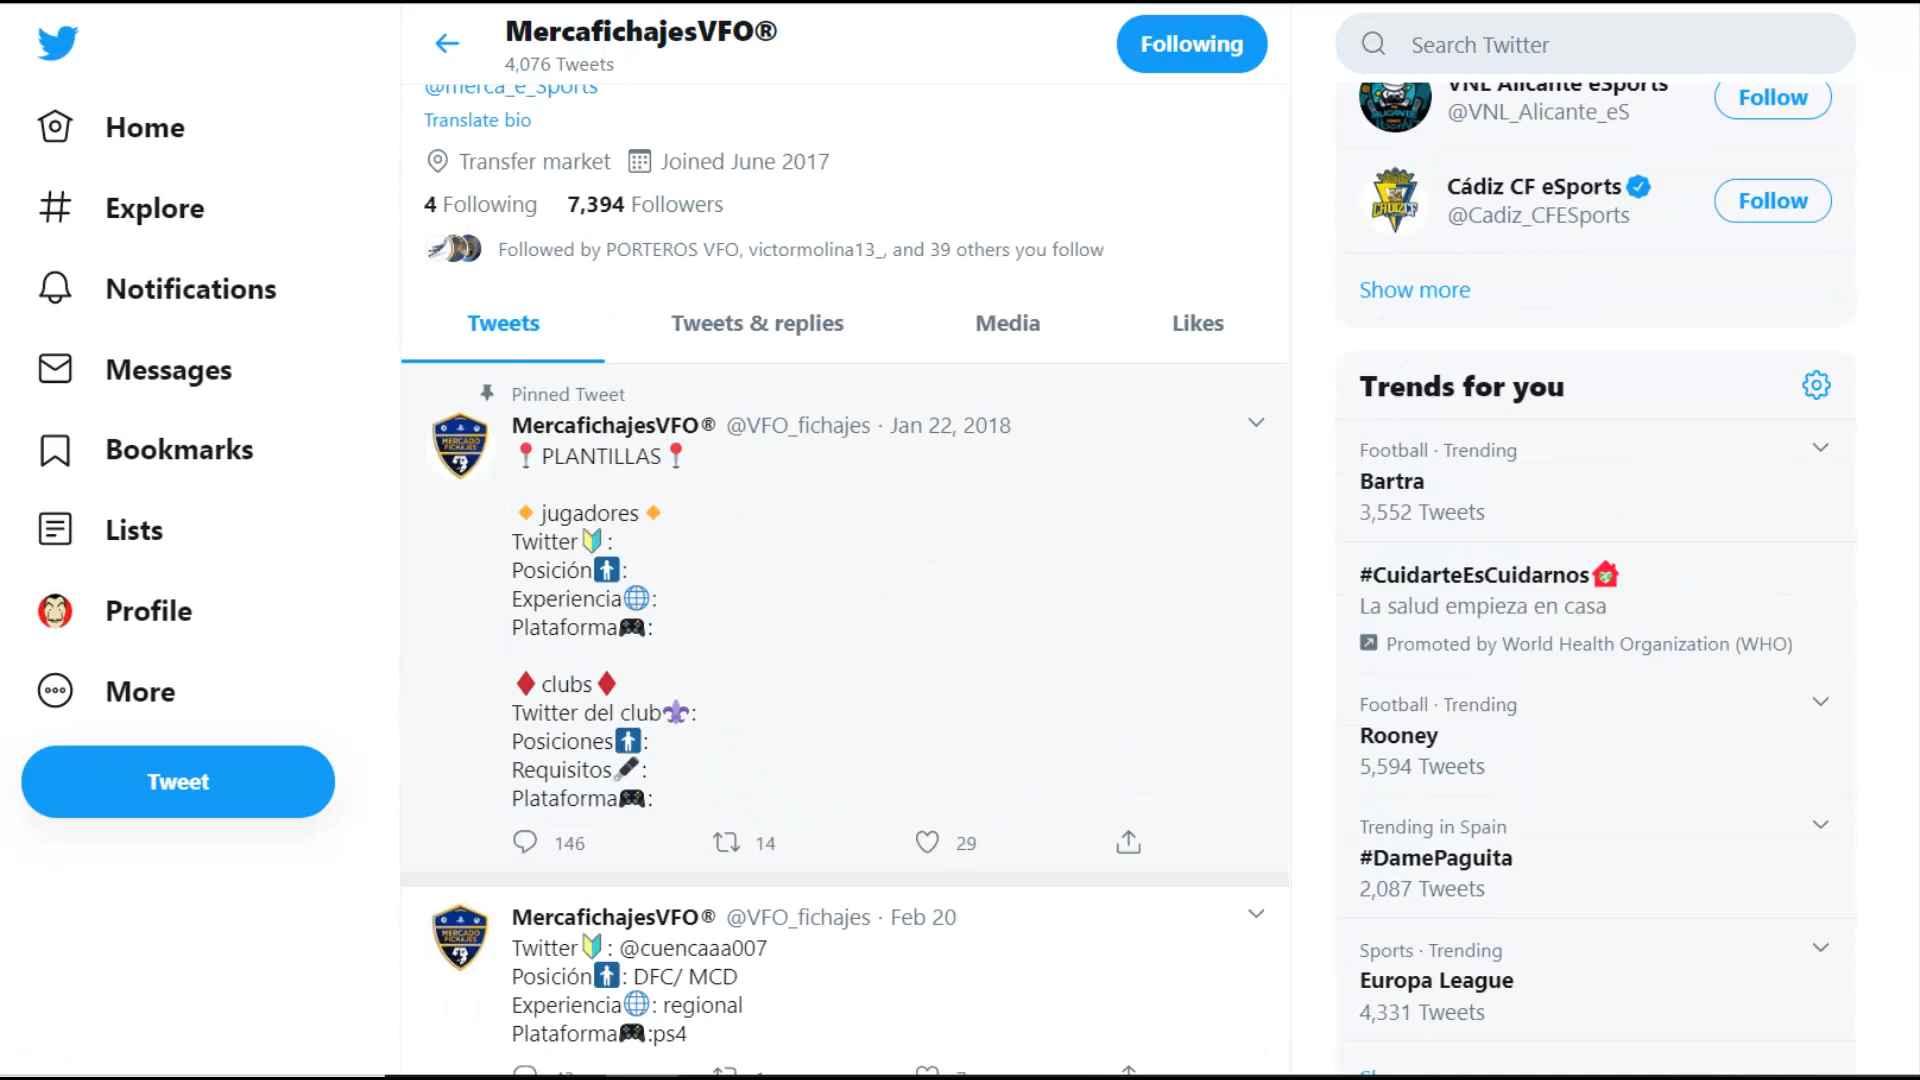 Home
Explore
Notifications
Messages
Bookmarks
Lists
Profile
More
Tweet
MercafichajesVFO®
4,076 Tweets
Following
@merca_e_Sports
Translate bio
Transfer market Joined June 2017
4 Following 7,394 Followers
Followed by PORTEROS VFO, victormolina13_, and 39 others you follow
Tweets Tweets & replies Media Likes
Pinned Tweet
MercafichajesVFO® @VFO_fichajes · Jan 22, 2018
📍PLANTILLAS📍
🔸jugadores🔸
Twitter🔰:
Posición🚹:
Experiencia🌐:
Plataforma🎮:
♦️clubs♦️
Twitter del club⚜️:
Posiciones🚹:
Requisitos🖋:
Plataforma🎮:
146 14 29
MercafichajesVFO® @VFO_fichajes · Feb 20
Twitter🔰: @cuencaaa007
Posición🚹: DFC/ MCD
Experiencia🌐: regional
Plataforma🎮:ps4
Search Twitter
VNL Alicante eSports
@VNL_Alicante_eS
Follow
Cádiz CF eSports
@Cadiz_CFESports
Follow
Show more
Trends for you
Football · Trending
Bartra
3,552 Tweets
#CuidarteEsCuidarnos
La salud empieza en casa
Promoted by World Health Organization (WHO)
Football · Trending
Rooney
5,594 Tweets
Trending in Spain
#DamePaguita
2,087 Tweets
Sports · Trending
Europa League
4,331 Tweets